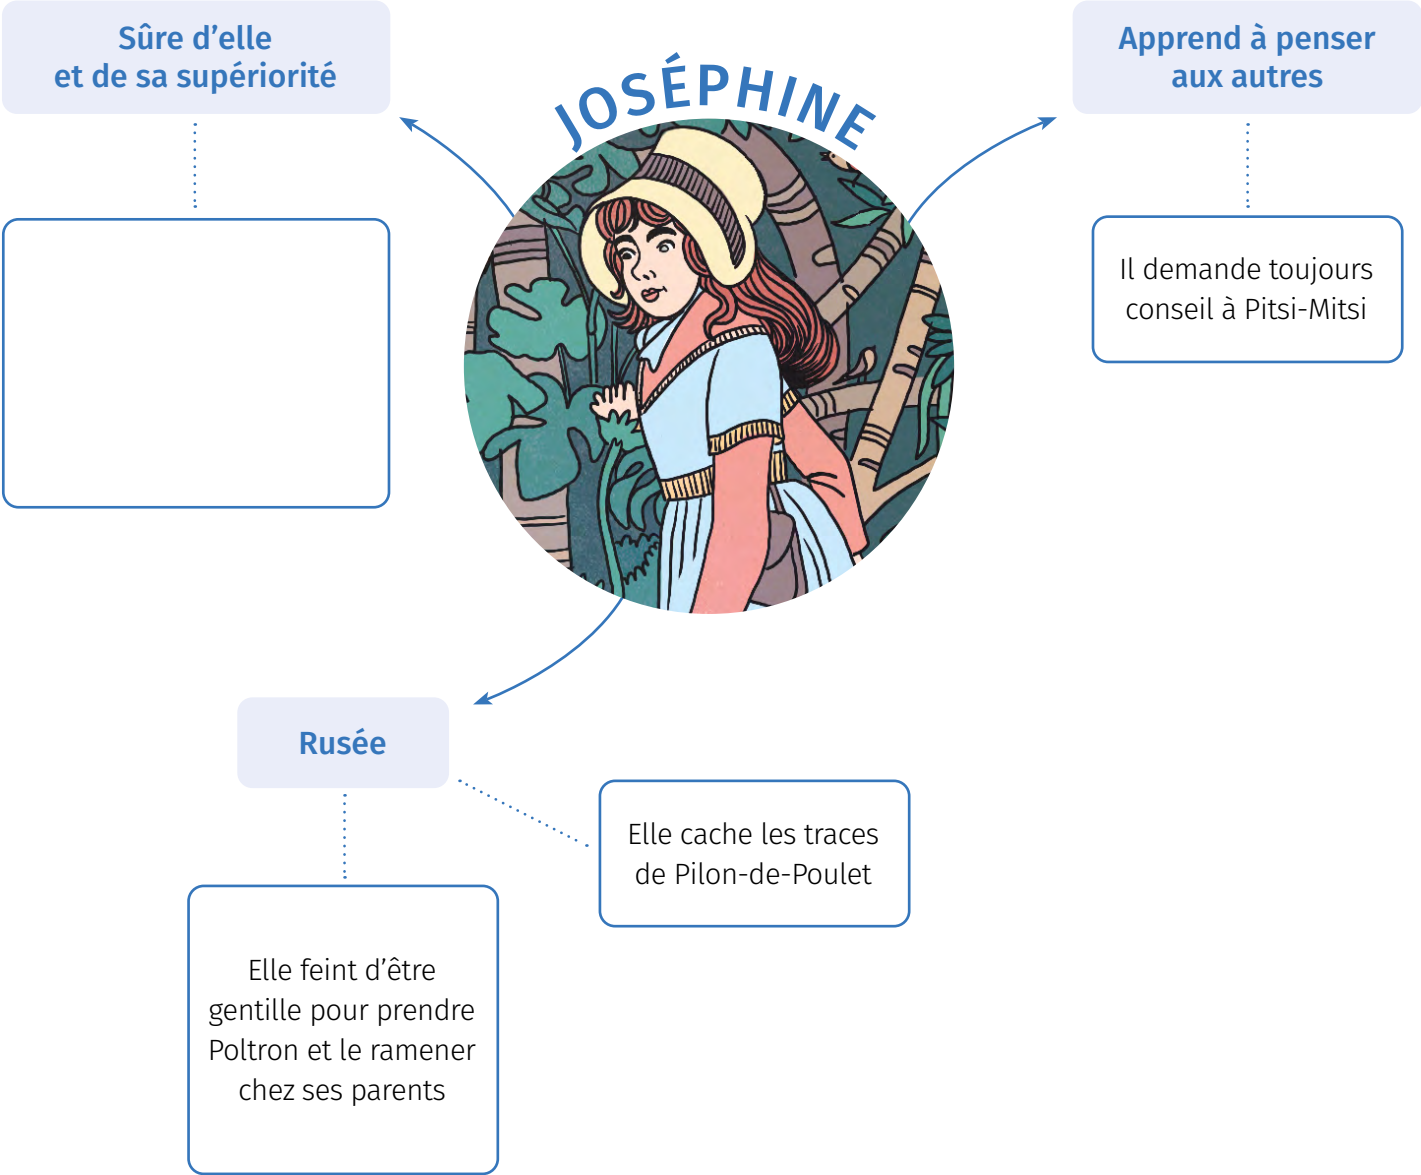 Sûre d’elle
et de sa supériorité
JOSÉPHINE
Apprend à penser
aux autres
Il demande toujours
conseil à Pitsi-Mitsi
Rusée
Elle cache les traces
de Pilon-de-Poulet
Elle feint d’être
gentille pour prendre
Poltron et le ramener
chez ses parents